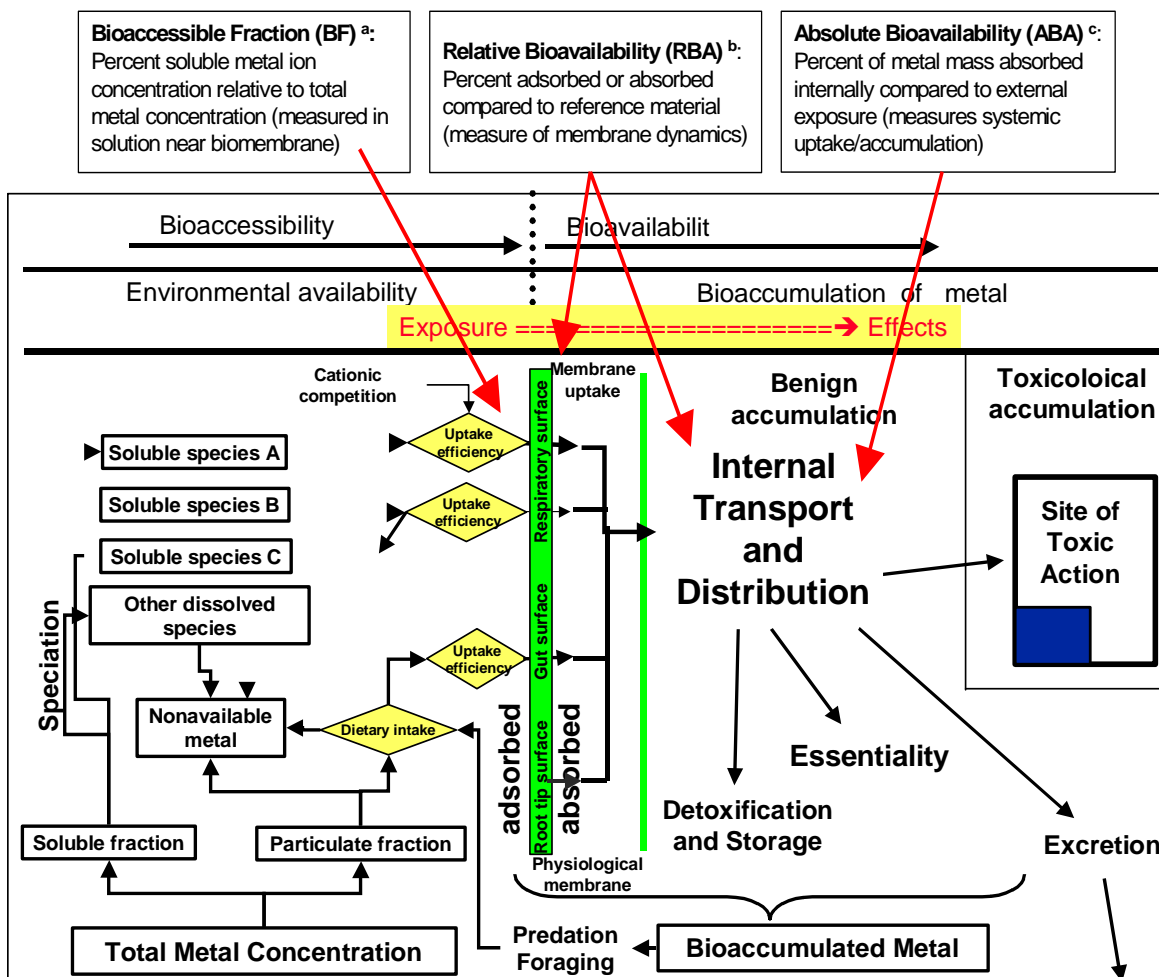 Bioaccessible Fraction (BF) a:
Percent soluble metal ion
concentration relative to total
metal concentration (measured in
solution near biomembrane)
Relative Bioavailability (RBA) b:
Percent adsorbed or absorbed
compared to reference material
(measure of membrane dynamics)
Absolute Bioavailability (ABA) c:
Percent of metal mass absorbed
internally compared to external
exposure (measures systemic
uptake/accumulation)
Bioaccessibility
Bioavailabilit
Environmental availability
Bioaccumulation of metal
Exposure ======================➔ Effects
Cationic
competition
Membrane
uptake
Benign
accumulation
Toxicoloical
accumulation
Uptake
efficiency
Soluble species A
Uptake
efficiency
Soluble species B
Soluble species C
Other dissolved
species
Uptake
efficiency
Speciation
Nonavailable
metal
Dietary intake
Respiratory surface
Gut surface
Root tip surface
adsorbed
absorbed
Internal
Transport
and
Distribution
Site of
Toxic
Action
Essentiality
Detoxification
and Storage
Excretion
Soluble fraction
Particulate fraction
Physiological
membrane
Total Metal Concentration
Predation
Foraging
Bioaccumulated Metal